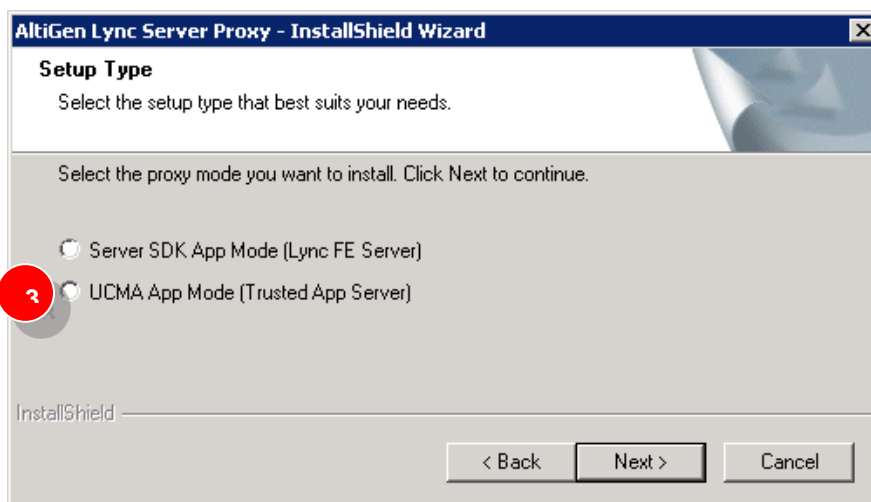 AltiGen Lync Server Proxy - InstallShield Wizard
Setup Type
Select the setup type that best suits your needs.
Select the proxy mode you want to install. Click Next to continue.
Server SDK App Mode (Lync FE Server)
3 UCMA App Mode (Trusted App Server)
InstallShield
< Back Next > Cancel